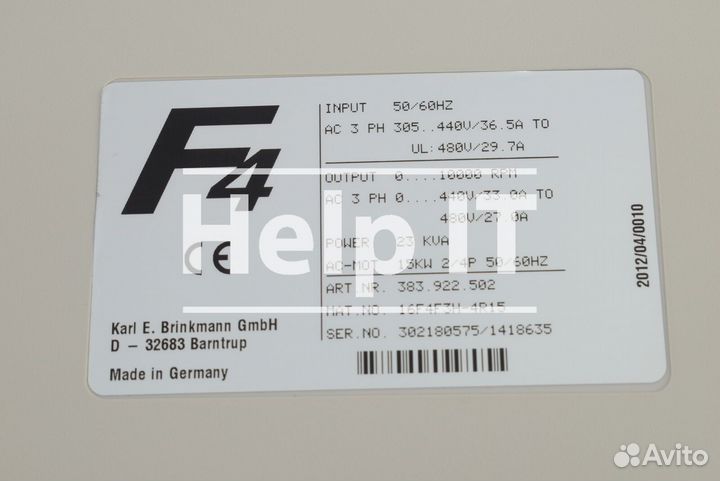 F4
CE
Karl E. Brinkmann GmbH
D – 32683 Barntrup
Made in Germany
INPUT 50/60HZ
AC 3 PH 305..440V/36.5A TO
UL:480V/29.7A
OUTPUT 0....10000 RPM
AC 3 PH 0....440V/33.0A TO
480V/27.0A
POWER 23 KVA
AC-MOT 15KW 2/4P 50/60HZ
ART.NR. 383.922.502
MAT.NO. 16F4F3H-4R15
SER.NO. 302180575/1418635
2012/04/0010
Help IT
Avito